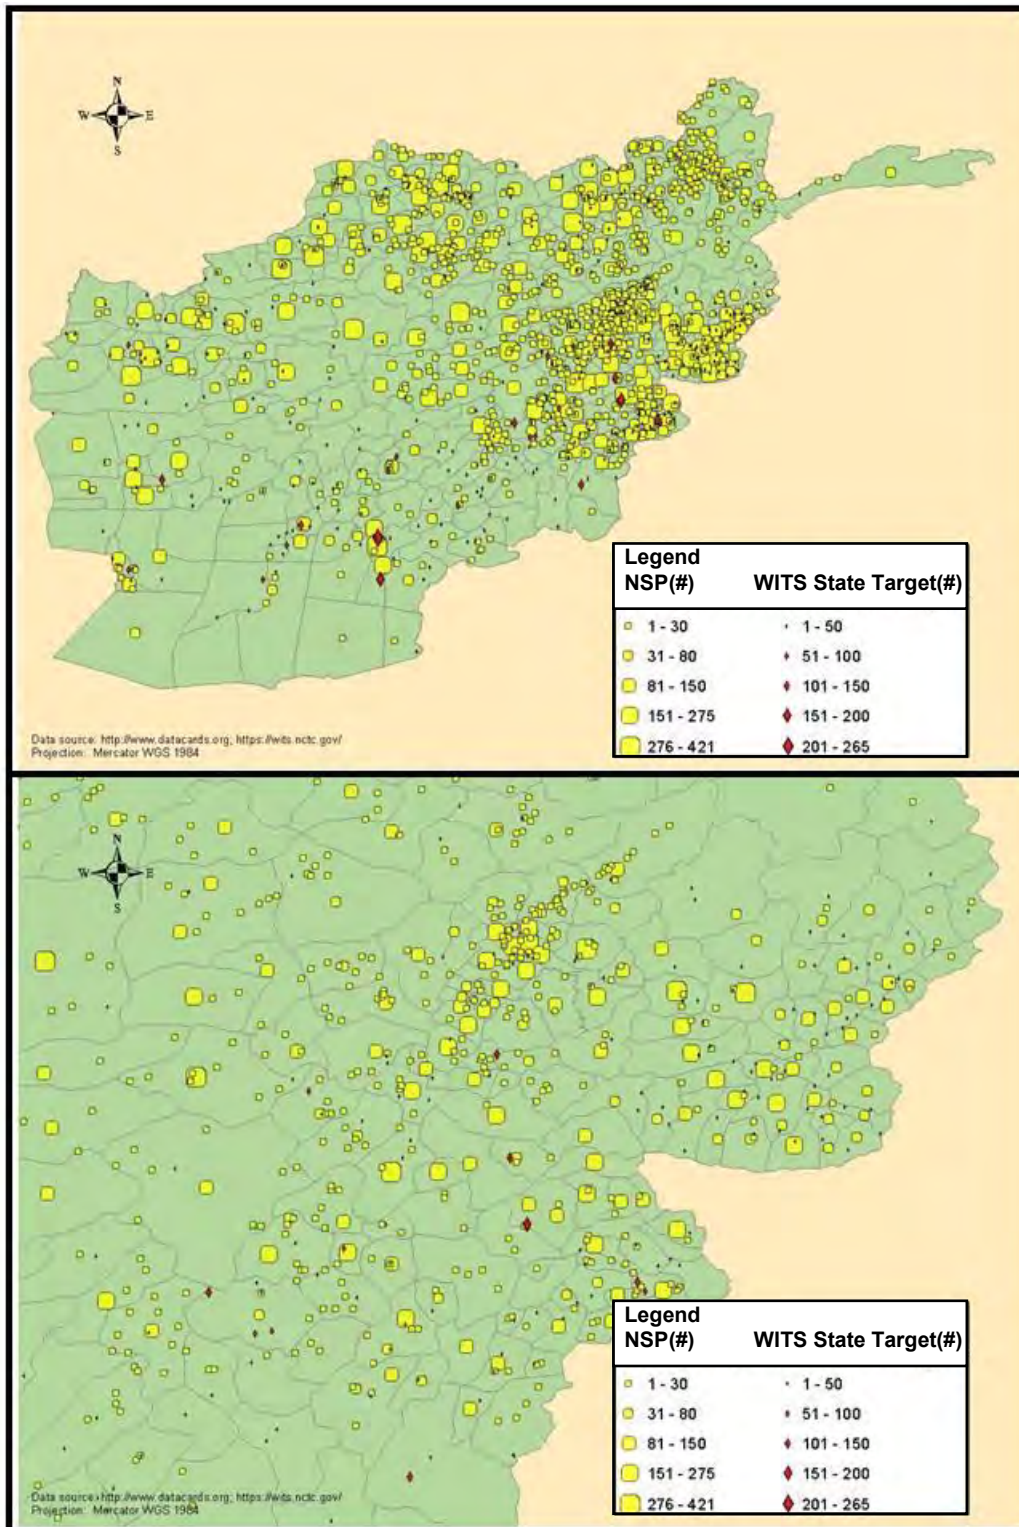 N
W E
S
Legend
NSP(#) WITS State Target(#)
1 - 30 1 - 50
31 - 80 51 - 100
81 - 150 101 - 150
151 - 275 151 - 200
276 - 421 201 - 265
Data source: http://www.datacards.org; https://wits.nctc.gov/
Projection: Mercator WGS 1984
N
W E
S
Legend
NSP(#) WITS State Target(#)
1 - 30 1 - 50
31 - 80 51 - 100
81 - 150 101 - 150
151 - 275 151 - 200
276 - 421 201 - 265
Data source: http://www.datacards.org; https://wits.nctc.gov/
Projection: Mercator WGS 1984